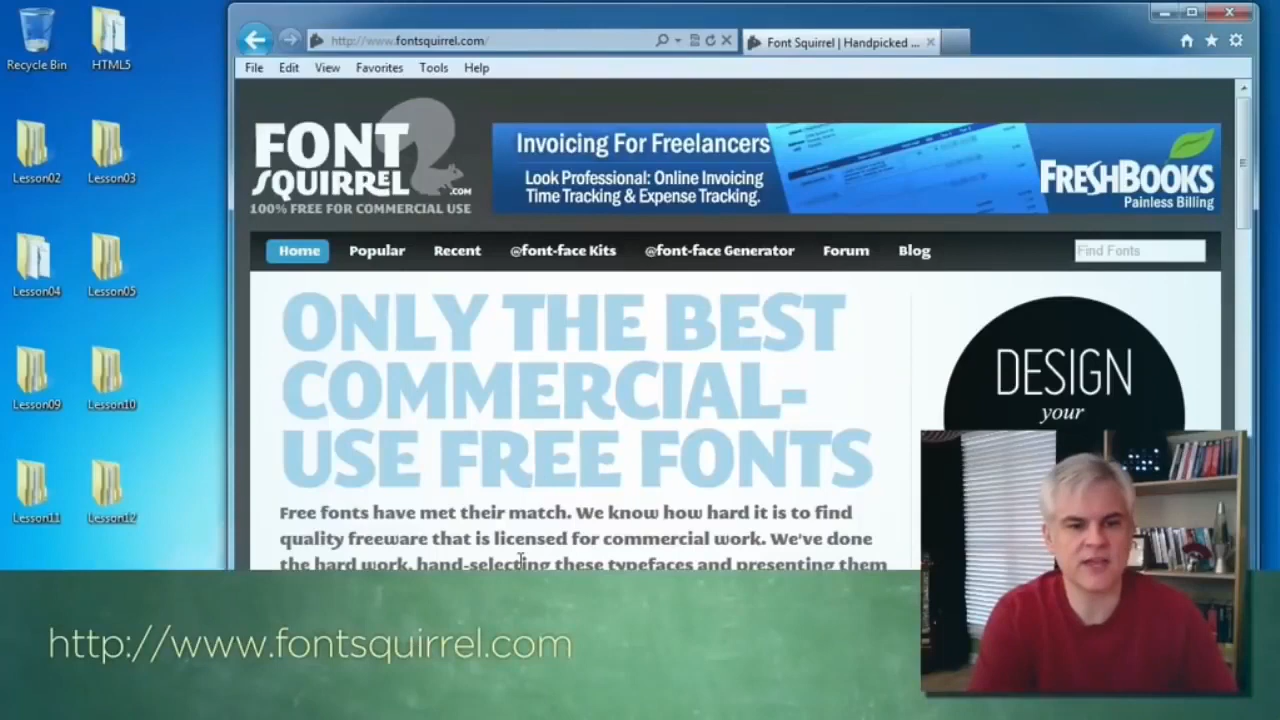 Recycle Bin
HTML5
Lesson02
Lesson03
Lesson04
Lesson05
Lesson09
Lesson10
Lesson11
Lesson12
http://www.fontsquirrel.com/
Font Squirrel | Handpicked ...
File Edit View Favorites Tools Help
FONT
SQUIRREL
.COM
100% FREE FOR COMMERCIAL USE
Invoicing For Freelancers
Look Professional: Online Invoicing
Time Tracking & Expense Tracking.
FRESHBOOKS
Painless Billing
Home Popular Recent @font-face Kits @font-face Generator Forum Blog Find Fonts
ONLY THE BEST
COMMERCIAL-
USE FREE FONTS
Free fonts have met their match. We know how hard it is to find
quality freeware that is licensed for commercial work. We've done
the hard work, hand-selecting these typefaces and presenting them
DESIGN
your
http://www.fontsquirrel.com